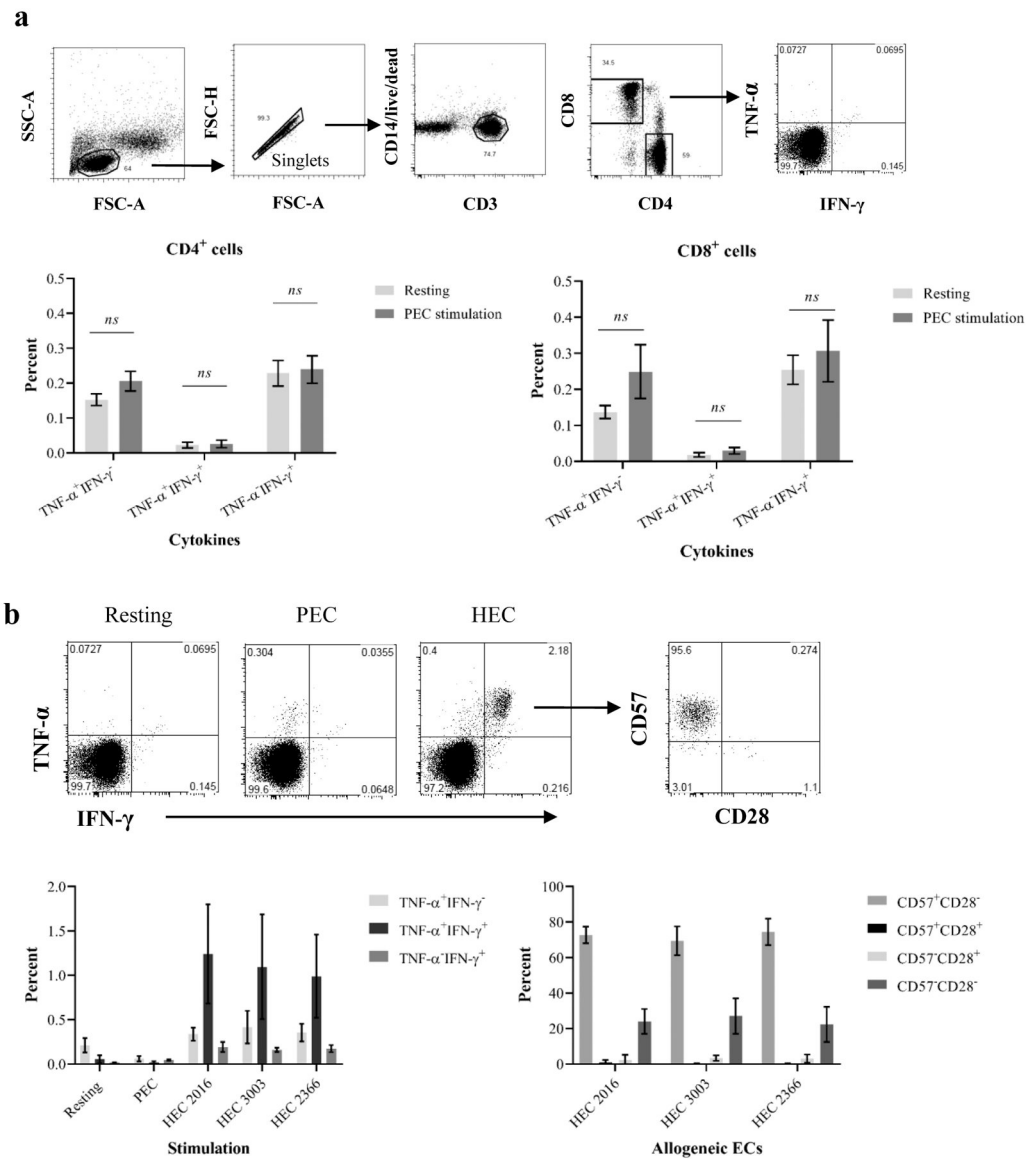 a
SSC-A
64
FSC-A
FSC-H
99.3
Singlets
FSC-A
CD14/live/dead
74.7
CD3
CD8
34.5
59
CD4
TNF-α
0.0727
0.0695
99.7
0.145
IFN-γ
CD4+ cells
Percent
0.5
0.4
0.3
0.2
0.1
0.0
ns
ns
ns
Resting
PEC stimulation
TNF-α+IFN-γ-
TNF-α+IFN-γ+
TNF-α-IFN-γ+
Cytokines
CD8+ cells
Percent
0.5
0.4
0.3
0.2
0.1
0.0
ns
ns
ns
Resting
PEC stimulation
TNF-α+IFN-γ-
TNF-α+IFN-γ+
TNF-α-IFN-γ+
Cytokines
b
Resting
PEC
HEC
TNF-α
0.0727
0.0695
99.7
0.145
0.304
0.0355
99.6
0.0648
0.4
2.18
97.2
0.216
IFN-γ
CD57
95.6
0.274
3.01
1.1
CD28
Percent
2.0
1.5
1.0
0.5
0.0
TNF-α+IFN-γ-
TNF-α+IFN-γ+
TNF-α-IFN-γ+
Resting
PEC
HEC 2016
HEC 3003
HEC 2366
Stimulation
Percent
100
80
60
40
20
0
CD57+CD28-
CD57+CD28+
CD57-CD28+
CD57-CD28-
HEC 2016
HEC 3003
HEC 2366
Allogeneic ECs